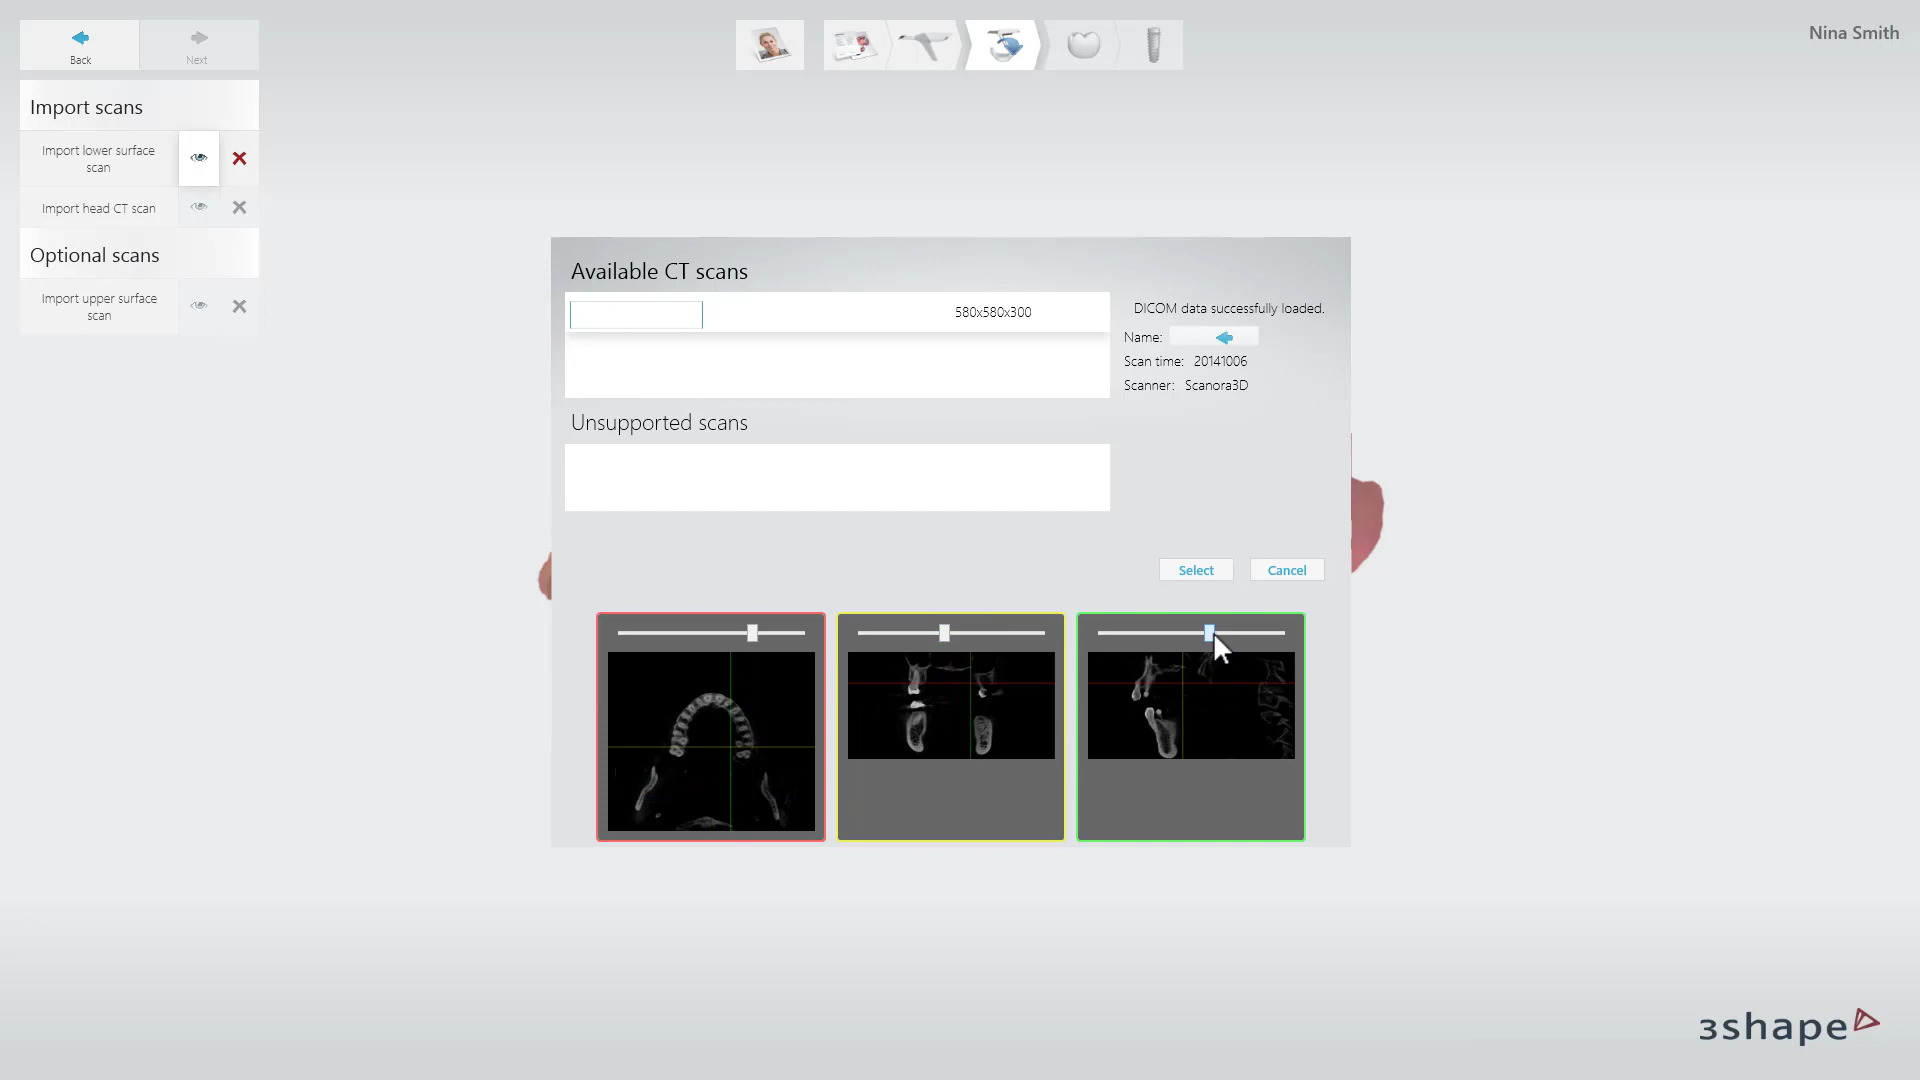 Back
Next
Nina Smith
Import scans
Import lower surface
scan
Import head CT scan
Optional scans
Import upper surface
scan
Available CT scans
580x580x300
DICOM data successfully loaded.
Name:
Scan time: 20141006
Scanner: Scanora3D
Unsupported scans
Select
Cancel
3shape